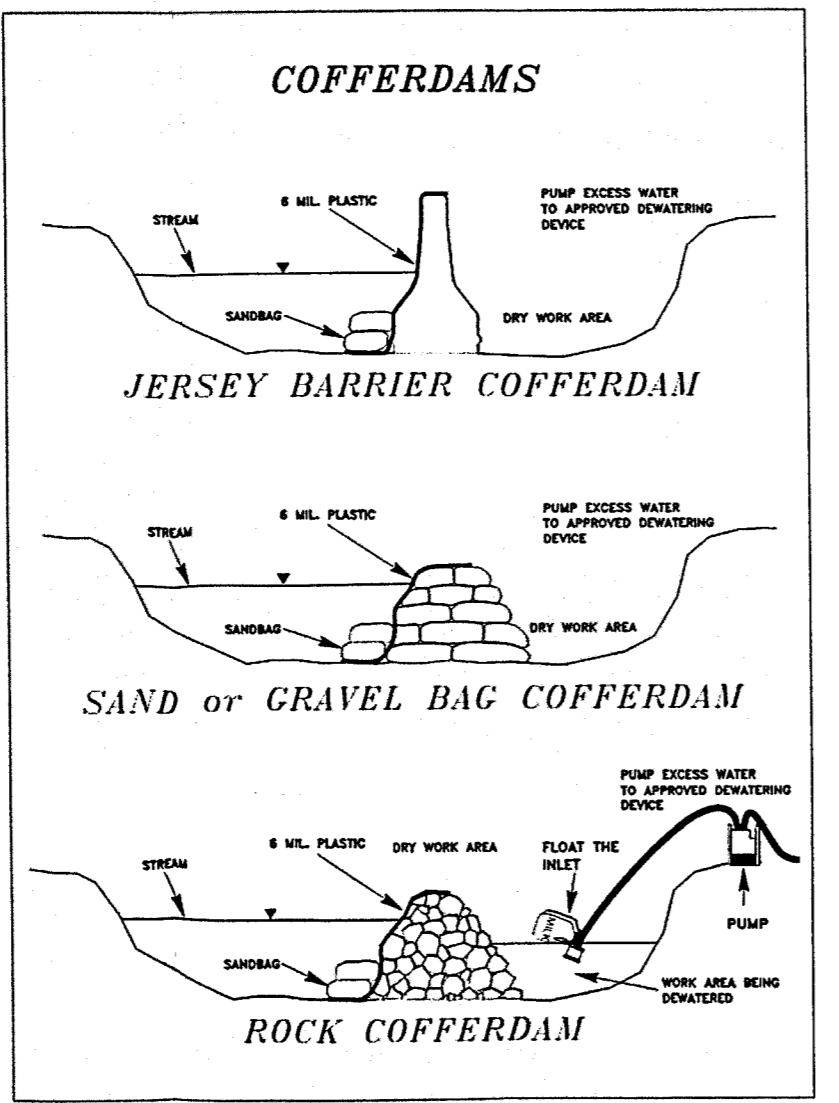 COFFERDAMS
6 MIL. PLASTIC
PUMP EXCESS WATER
TO APPROVED DEWATERING
DEVICE
STREAM
SANDBAG
DRY WORK AREA
JERSEY BARRIER COFFERDAM
6 MIL. PLASTIC
PUMP EXCESS WATER
TO APPROVED DEWATERING
DEVICE
STREAM
SANDBAG
DRY WORK AREA
SAND or GRAVEL BAG COFFERDAM
PUMP EXCESS WATER
TO APPROVED DEWATERING
DEVICE
6 MIL. PLASTIC
DRY WORK AREA
FLOAT THE
INLET
STREAM
MILK
PUMP
SANDBAG
WORK AREA BEING
DEWATERED
ROCK COFFERDAM